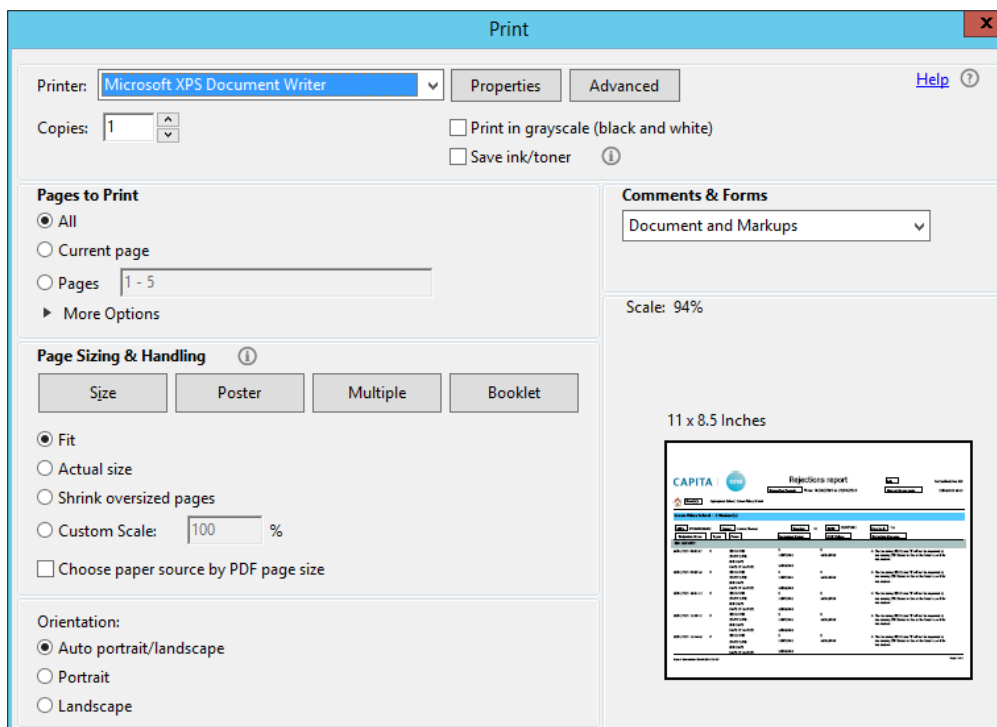 Print
x
Printer: Microsoft XPS Document Writer Properties Advanced Help ?
Copies: 1 Print in grayscale (black and white)
Save ink/toner i
Pages to Print
All
Current page
Pages 1 - 5
More Options
Comments & Forms
Document and Markups
Page Sizing & Handling i
Size Poster Multiple Booklet
Fit
Actual size
Shrink oversized pages
Custom Scale: 100 %
Choose paper source by PDF page size
Orientation:
Auto portrait/landscape
Portrait
Landscape
Scale: 94%
11 x 8.5 Inches
CAPITA one Rejections report